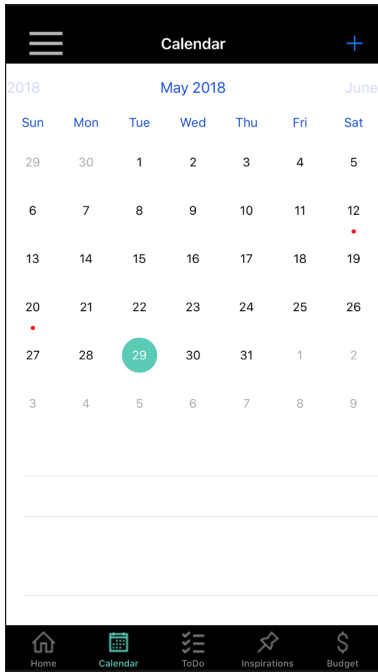 Calendar
2018 May 2018 June
Sun Mon Tue Wed Thu Fri Sat
29 30 1 2 3 4 5
6 7 8 9 10 11 12
13 14 15 16 17 18 19
20 21 22 23 24 25 26
27 28 29 30 31 1 2
3 4 5 6 7 8 9
Home Calendar ToDo Inspirations Budget